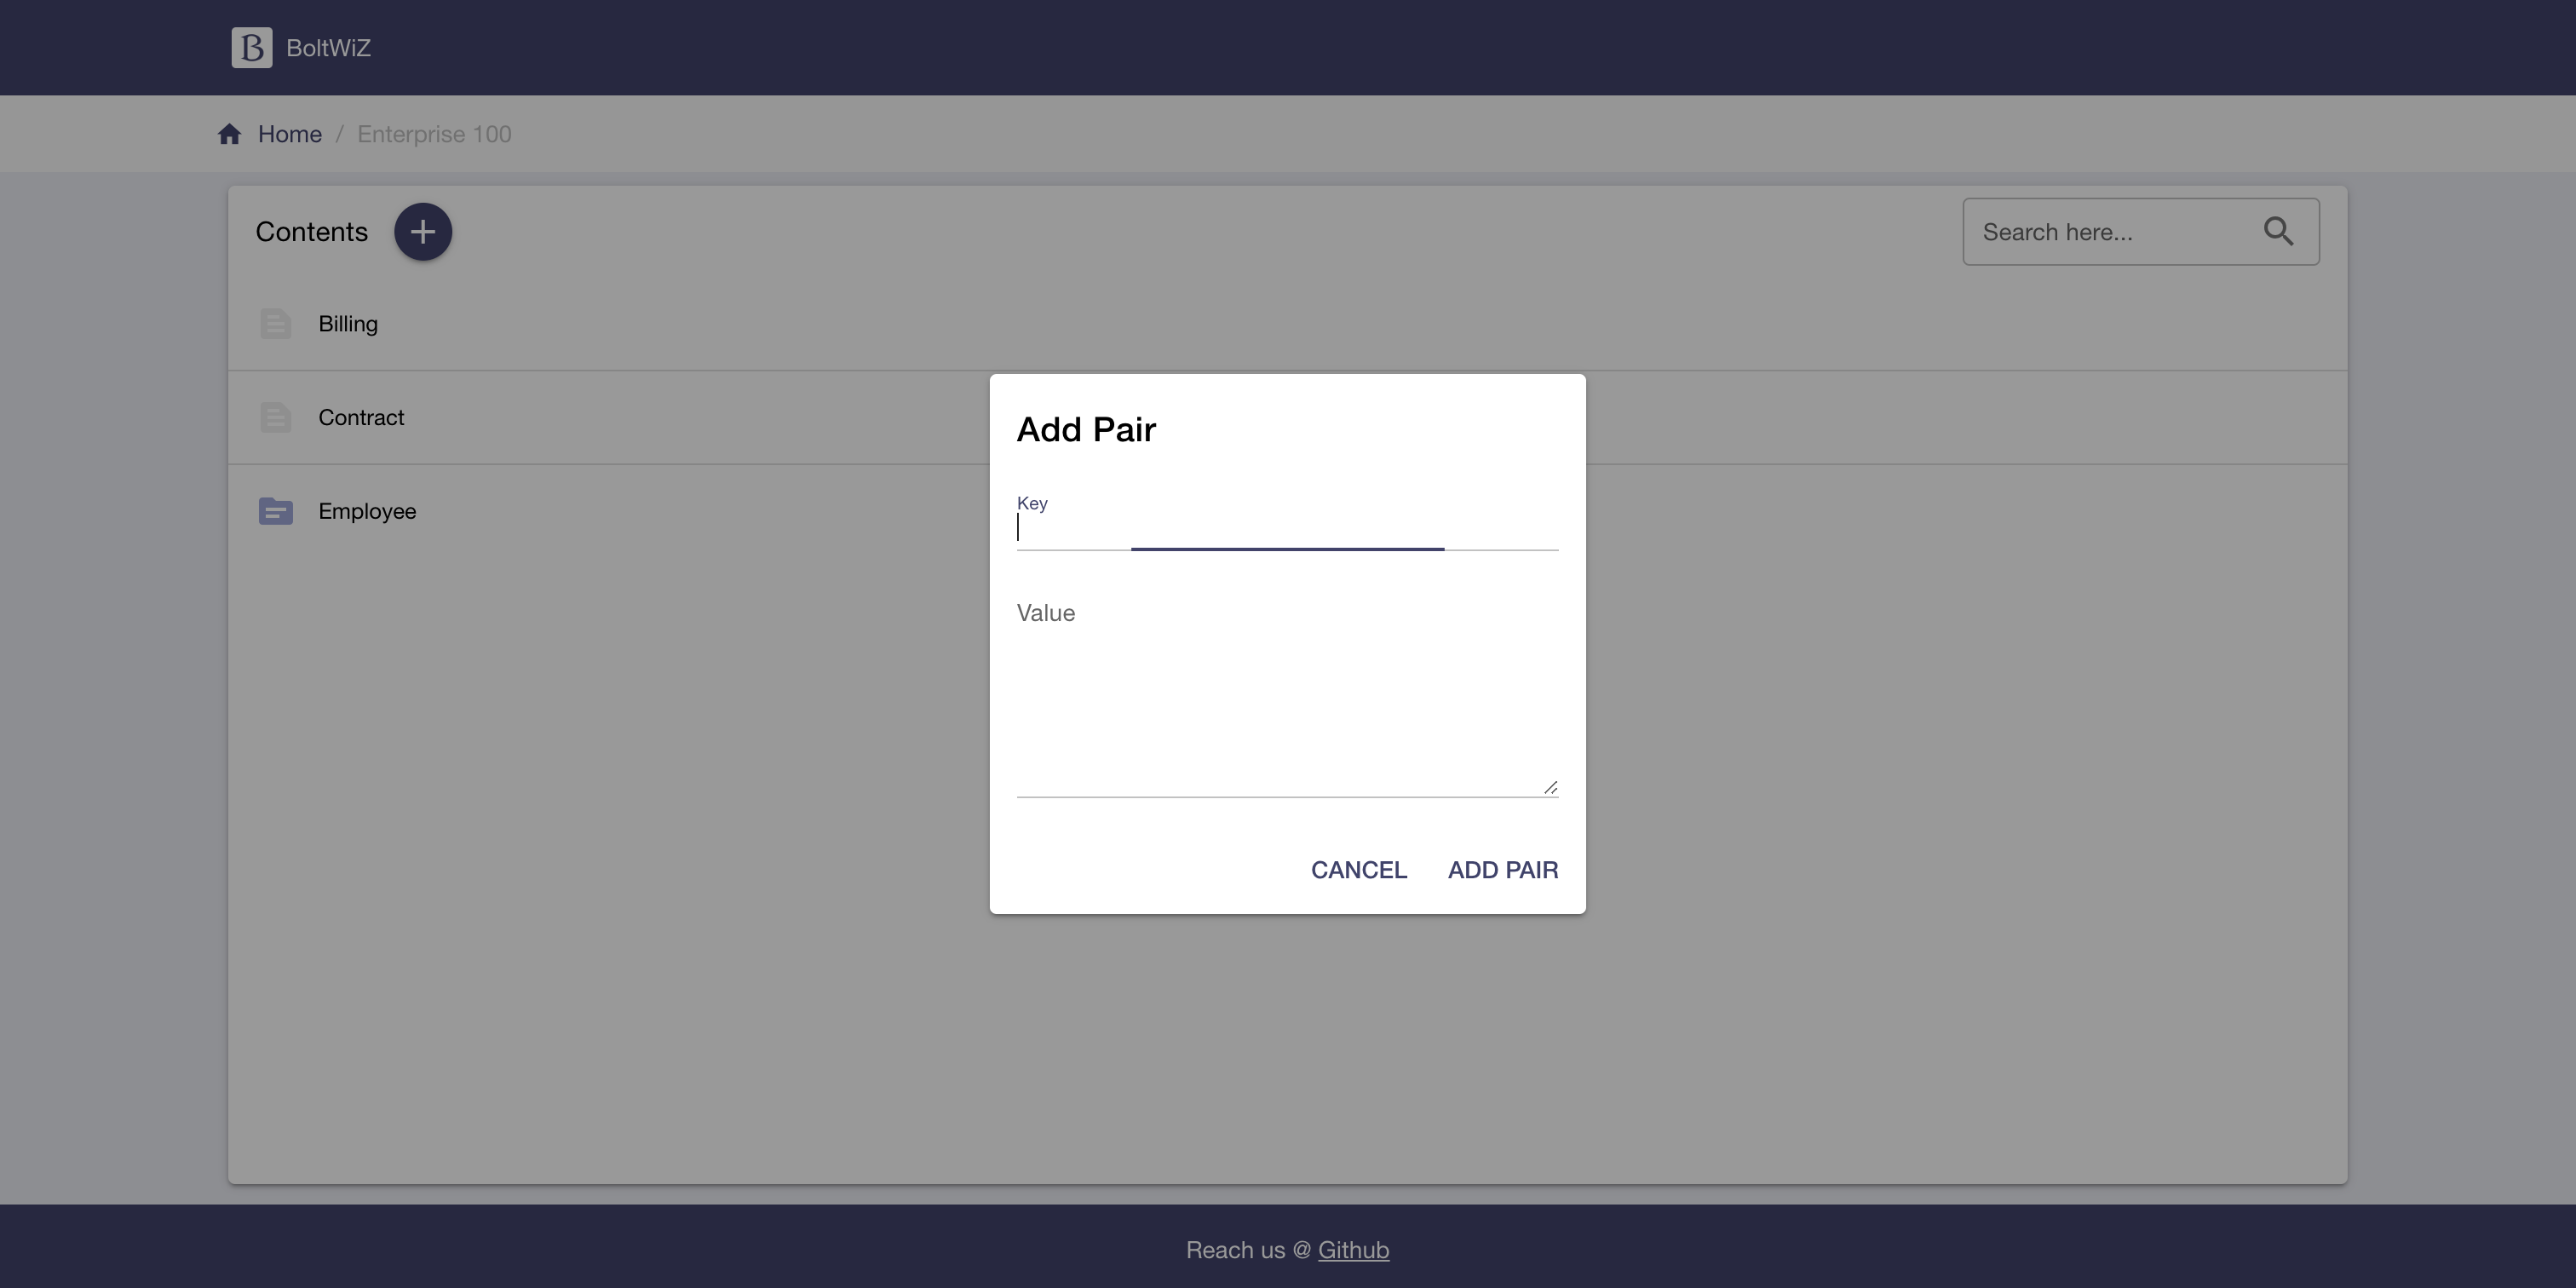 B BoltWiZ
Home / Enterprise 100
Contents
Search here...
Billing
Contract
Employee
Add Pair
Key
Value
CANCEL ADD PAIR
Reach us @ Github